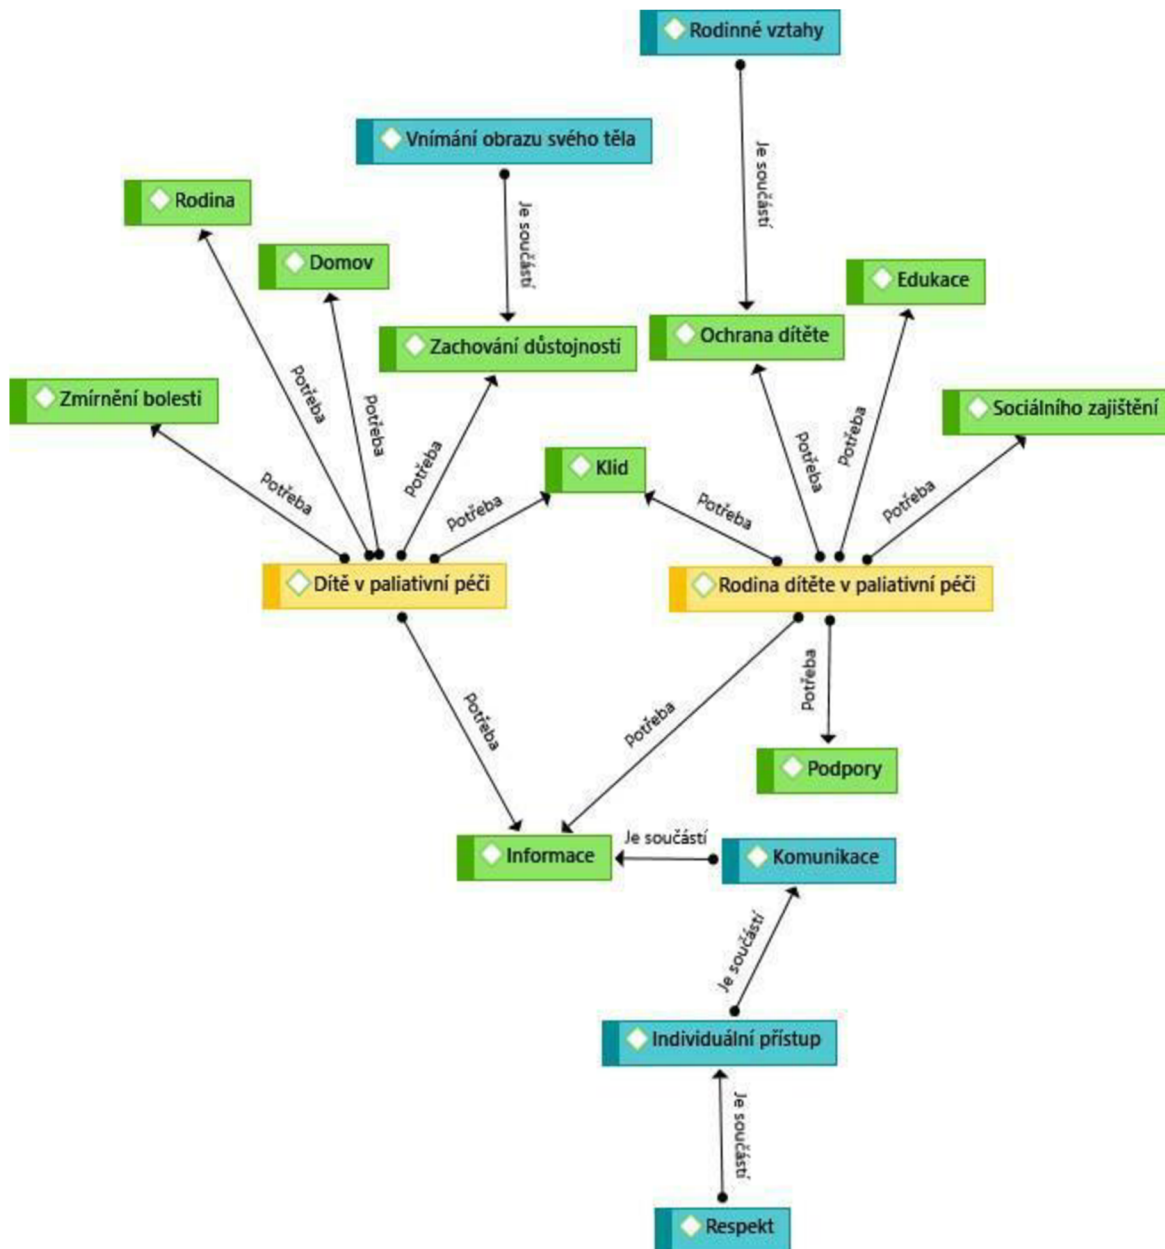 Rodinné vztahy
Vnímání obrazu svého těla
Je součástí
Rodina
Je součástí
Domov
Edukace
Zachování důstojnosti
Ochrana dítěte
Zmírnění bolesti
Sociálního zajištění
Potřeba
Potřeba
Potřeba
Potřeba
Potřeba
Klid
Potřeba
Potřeba
Potřeba
Potřeba
Potřeba
Dítě v paliativní péči
Rodina dítěte v paliativní péči
Potřeba
Potřeba
Potřeba
Podpory
Je součástí
Informace
Komunikace
Je součástí
Individuální přístup
Je součástí
Respekt